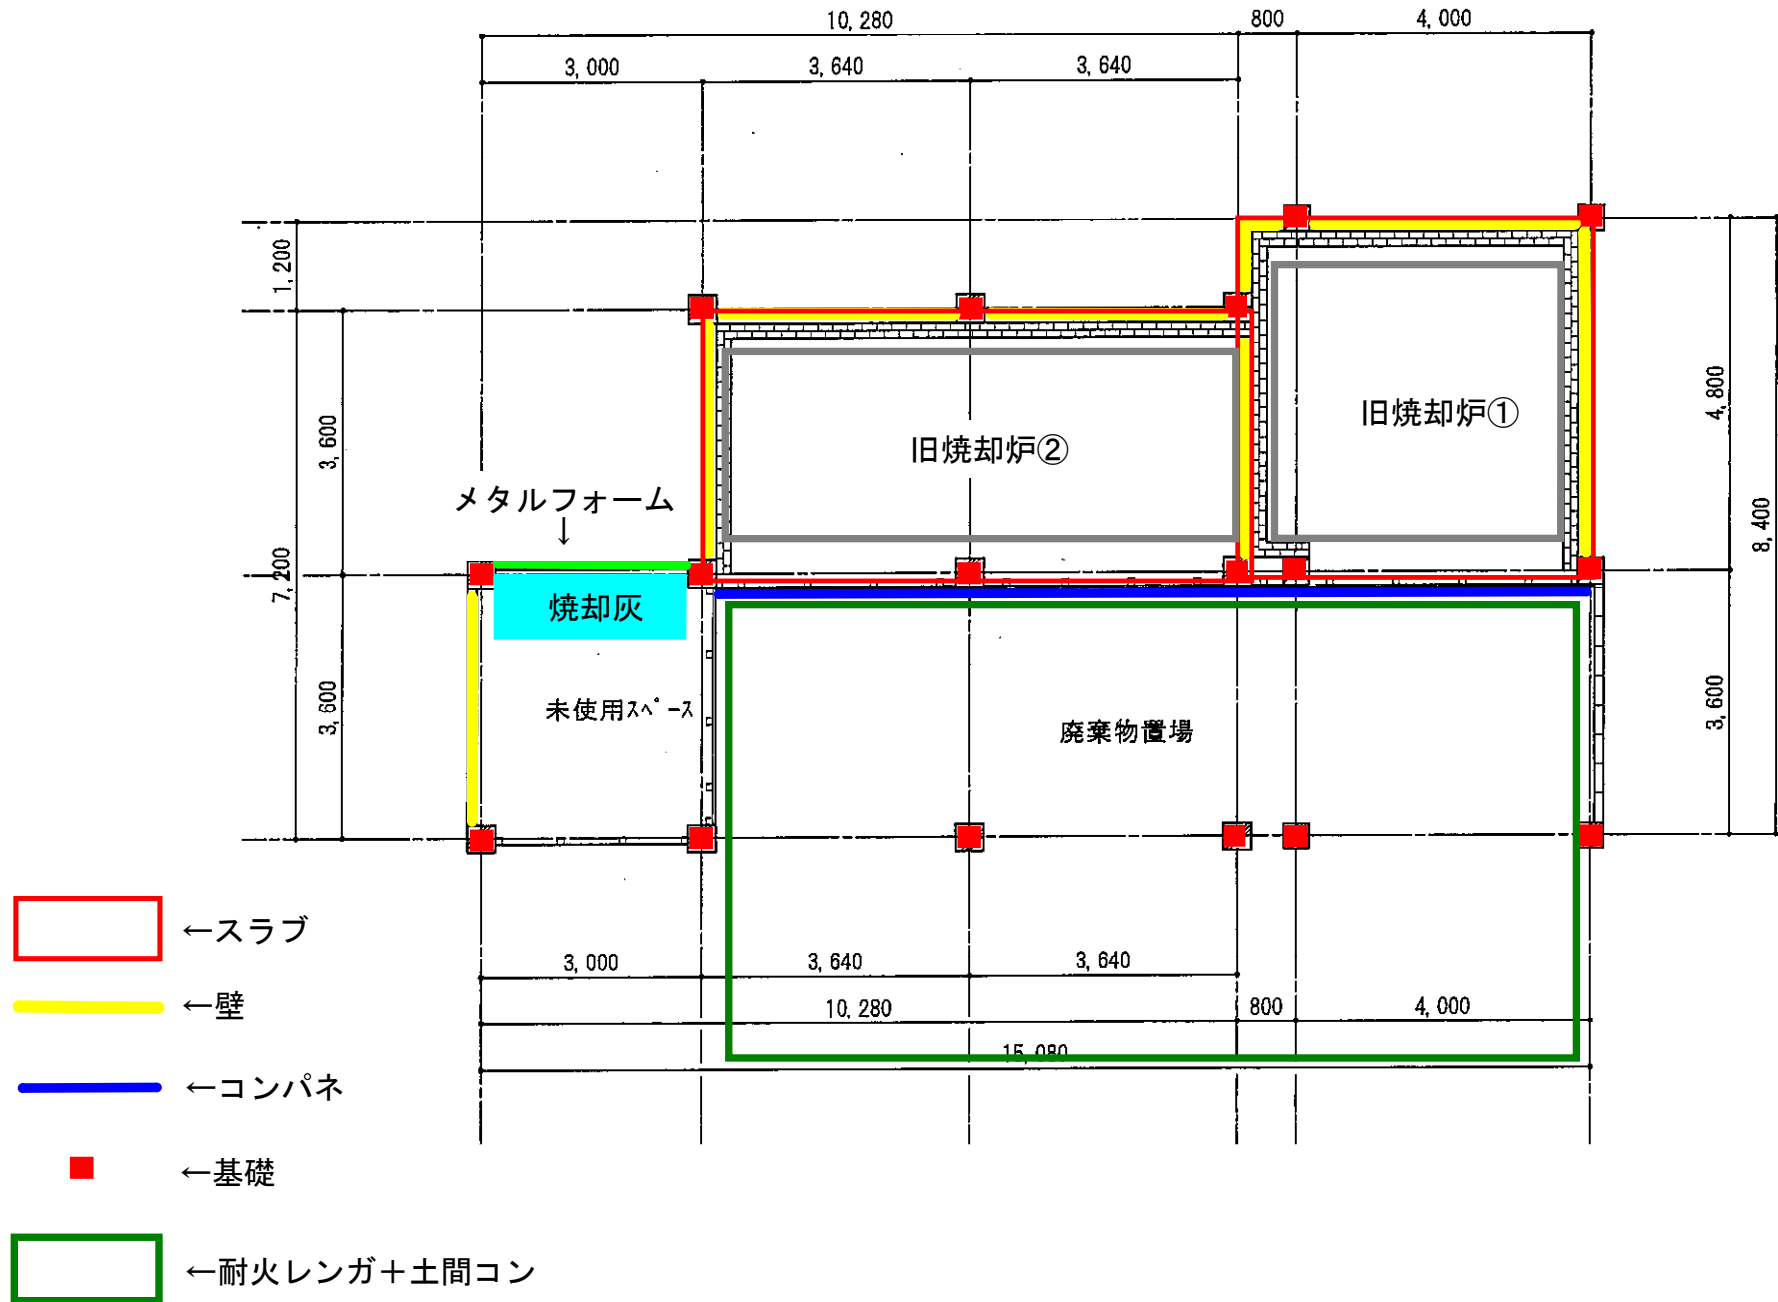 10,280
800
4,000
3,000
3,640
3,640
1,200
3,600
7,200
3,600
4,800
8,400
3,600
旧焼却炉①
旧焼却炉②
メタルフォーム
↓
焼却灰
未使用スペース
廃棄物置場
←スラブ
3,000
3,640
3,640
←壁
10,280
800
4,000
15,080
←コンパネ
←基礎
←耐火レンガ＋土間コン